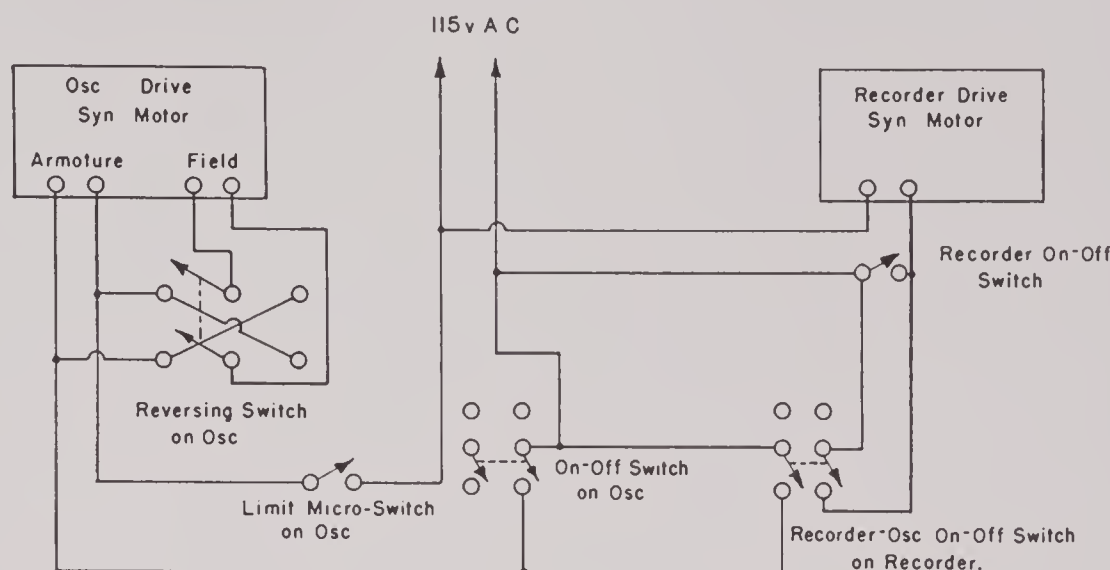 115v A C
Osc Drive
Syn Motor
Armoture Field
Recorder Drive
Syn Motor
Recorder On-Off
Switch
Reversing Switch
on Osc
Limit Micro-Switch
on Osc
On-Off Switch
on Osc
Recorder-Osc On-Off Switch
on Recorder.